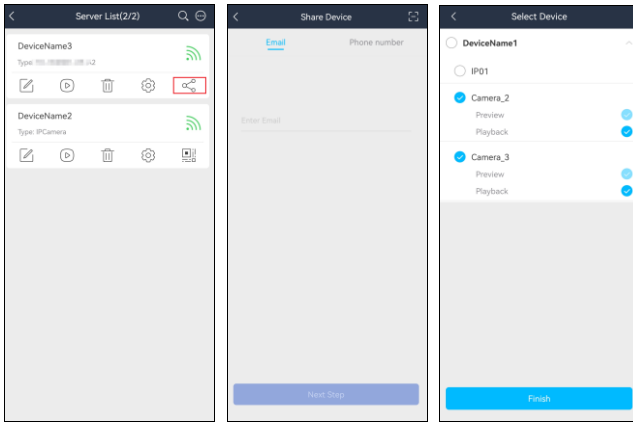 Server List(2/2)
DeviceName3
Type:
DeviceName2
Type: IPCamera
Share Device
Email
Phone number
Enter Email
Next Step
Select Device
DeviceName1
IP01
Camera_2
Preview
Playback
Camera_3
Preview
Playback
Finish